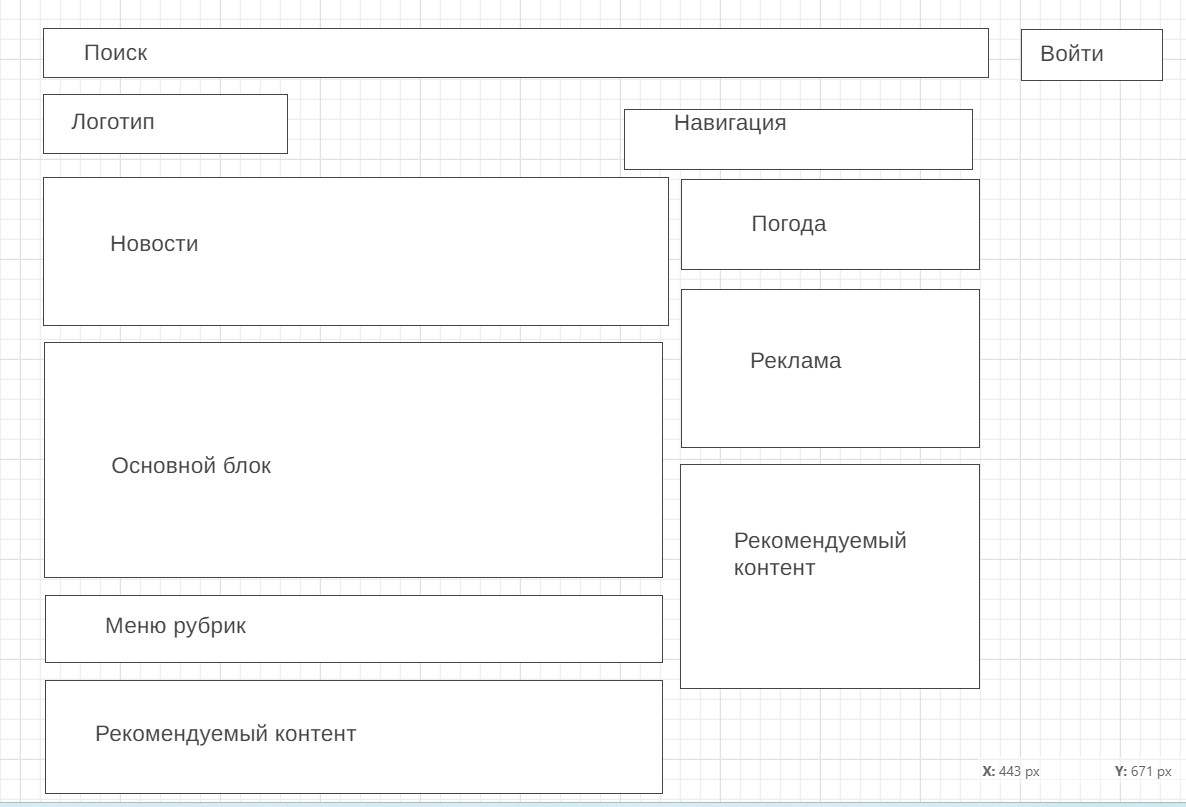 Поиск
Войти
Логотип
Навигация
Новости
Погода
Реклама
Основной блок
Рекомендуемый
контент
Меню рубрик
Рекомендуемый контент
X: 443 px
Y: 671 px